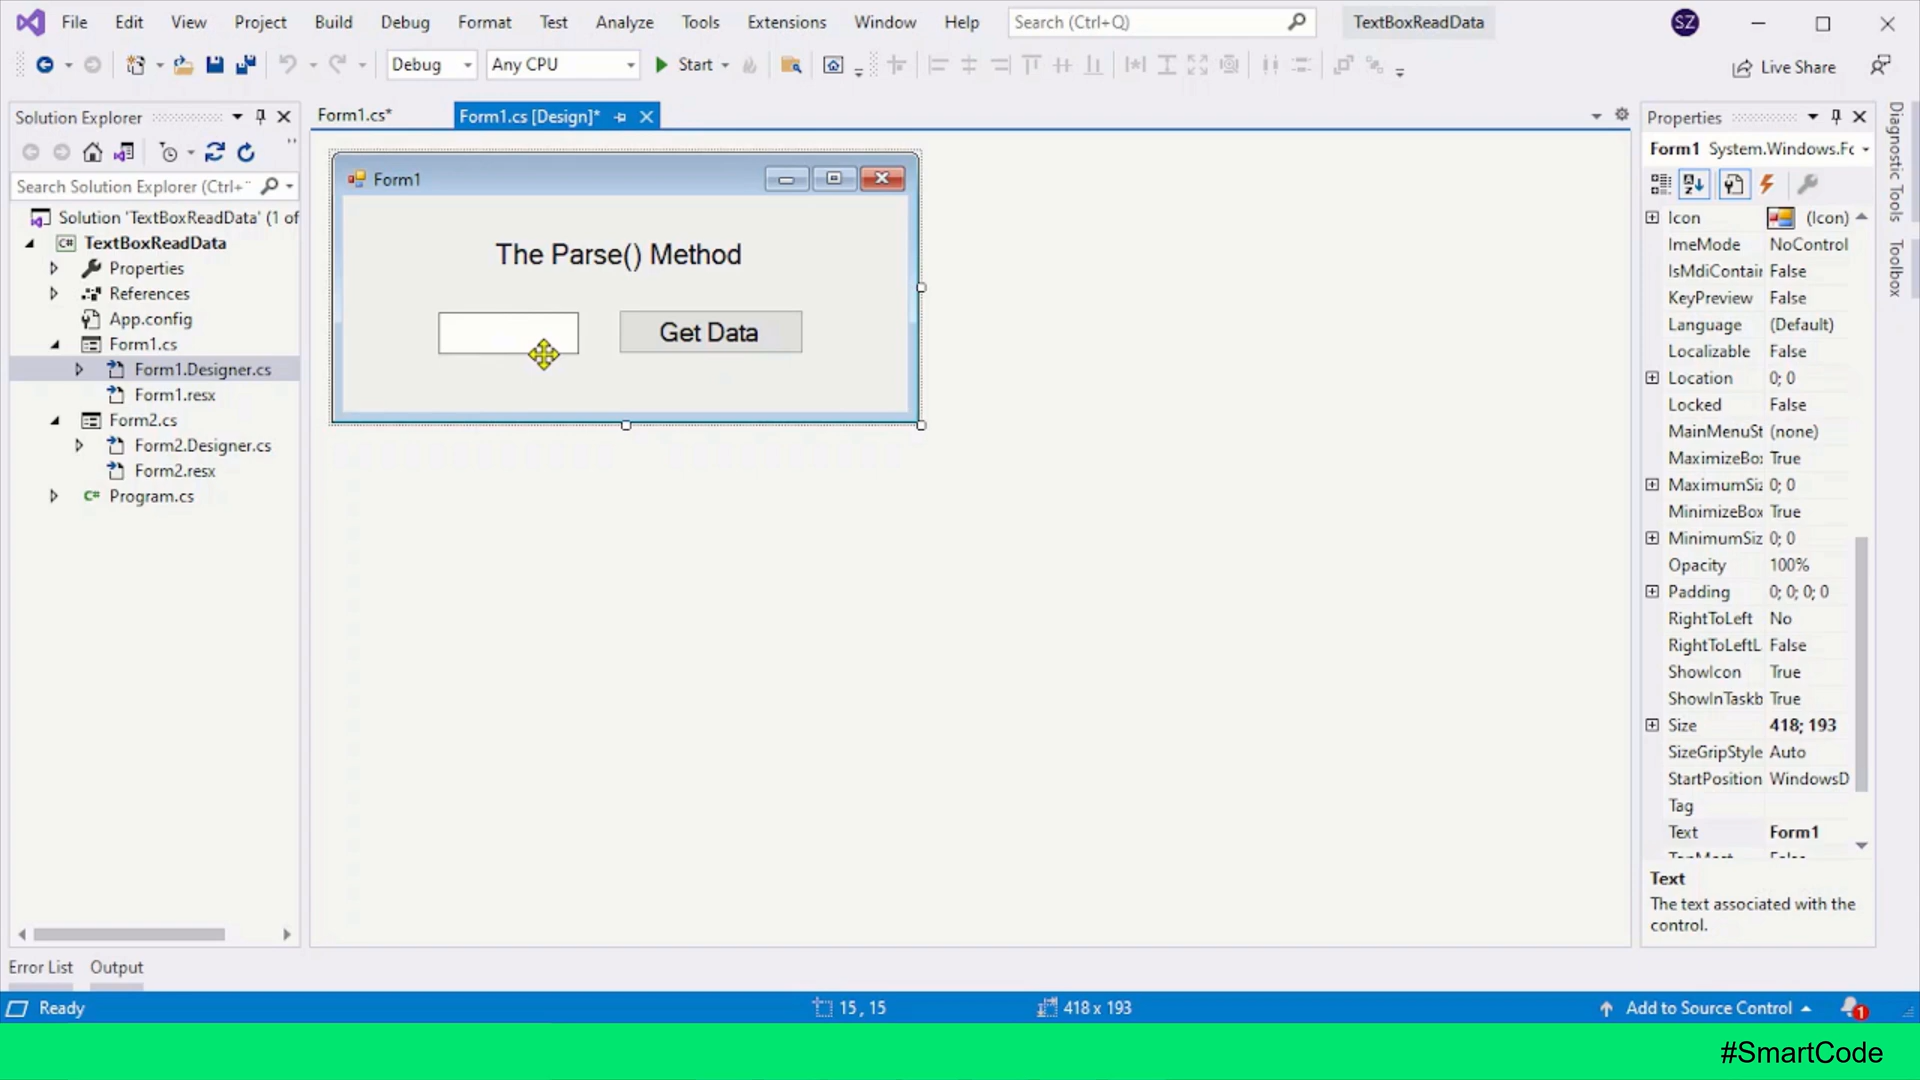 File Edit View Project Build Debug Format Test Analyze Tools Extensions Window Help Search (Ctrl+Q) TextBoxReadData SZ
Debug Any CPU Start Live Share
Solution Explorer
Search Solution Explorer (Ctrl+
Solution 'TextBoxReadData' (1 of
TextBoxReadData
Properties
References
App.config
Form1.cs
Form1.Designer.cs
Form1.resx
Form2.cs
Form2.Designer.cs
Form2.resx
Program.cs
Form1.cs* Form1.cs [Design]*
Form1
The Parse() Method
Get Data
Properties
Form1 System.Windows.Fc
Icon (Icon)
ImeMode NoControl
IsMdiContair False
KeyPreview False
Language (Default)
Localizable False
Location 0; 0
Locked False
MainMenuSt (none)
MaximizeBo: True
MaximumSiz 0; 0
MinimizeBox True
MinimumSiz 0; 0
Opacity 100%
Padding 0; 0; 0; 0
RightToLeft No
RightToLeftL False
ShowIcon True
ShowInTaskb True
Size 418; 193
SizeGripStyle Auto
StartPosition WindowsD
Tag
Text Form1
Text
The text associated with the
control.
Diagnostic Tools
Toolbox
Error List Output
Ready 15, 15 418 x 193 Add to Source Control 1
#SmartCode